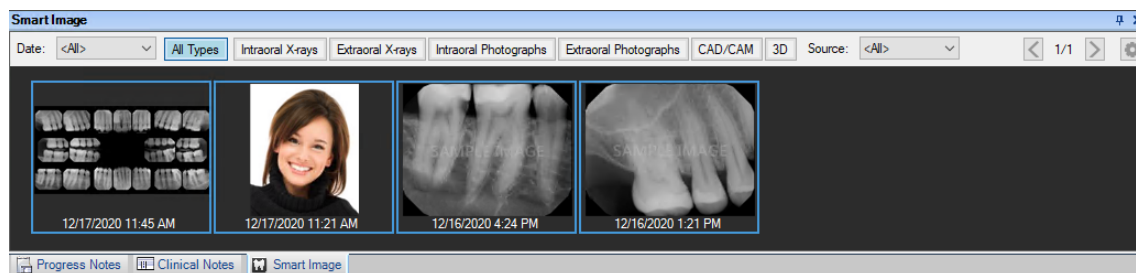 Smart Image
Date: <All> All Types Intraoral X-rays Extraoral X-rays Intraoral Photographs Extraoral Photographs CAD/CAM 3D Source: <All> 1/1
SAMPLE IMAGE SAMPLE IMAGE
12/17/2020 11:45 AM 12/17/2020 11:21 AM 12/16/2020 4:24 PM 12/16/2020 1:21 PM
Progress Notes Clinical Notes Smart Image